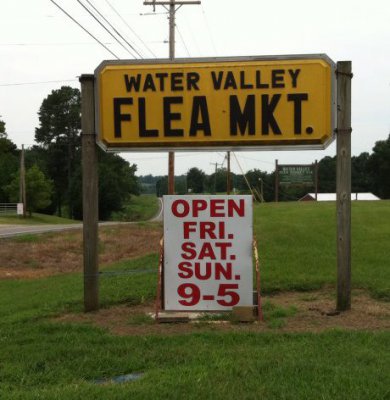 WATER VALLEY
FLEA MKT.
OPEN
FRI.
SAT.
SUN.
9-5